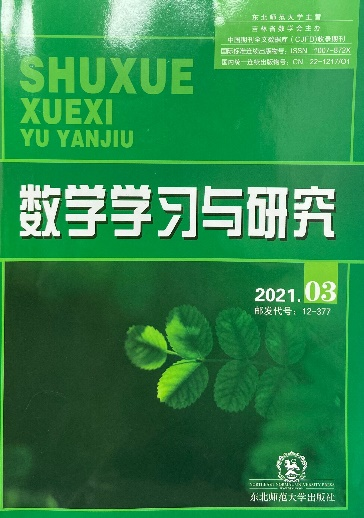 东北师范大学主管
吉林省数学会主办
中国期刊全文数据库(CJFD)收录期刊
国际标准连续出版物号:ISSN 1007-872X
国内统一连续出版物号:CN 22-1217/O1
SHUXUE
XUEXI
YU YANJIU
数学学习与研究
2021.03
邮发代号:12-377
NORTHEAST NORMAL UNIVERSITY PRESS
东北师范大学出版社